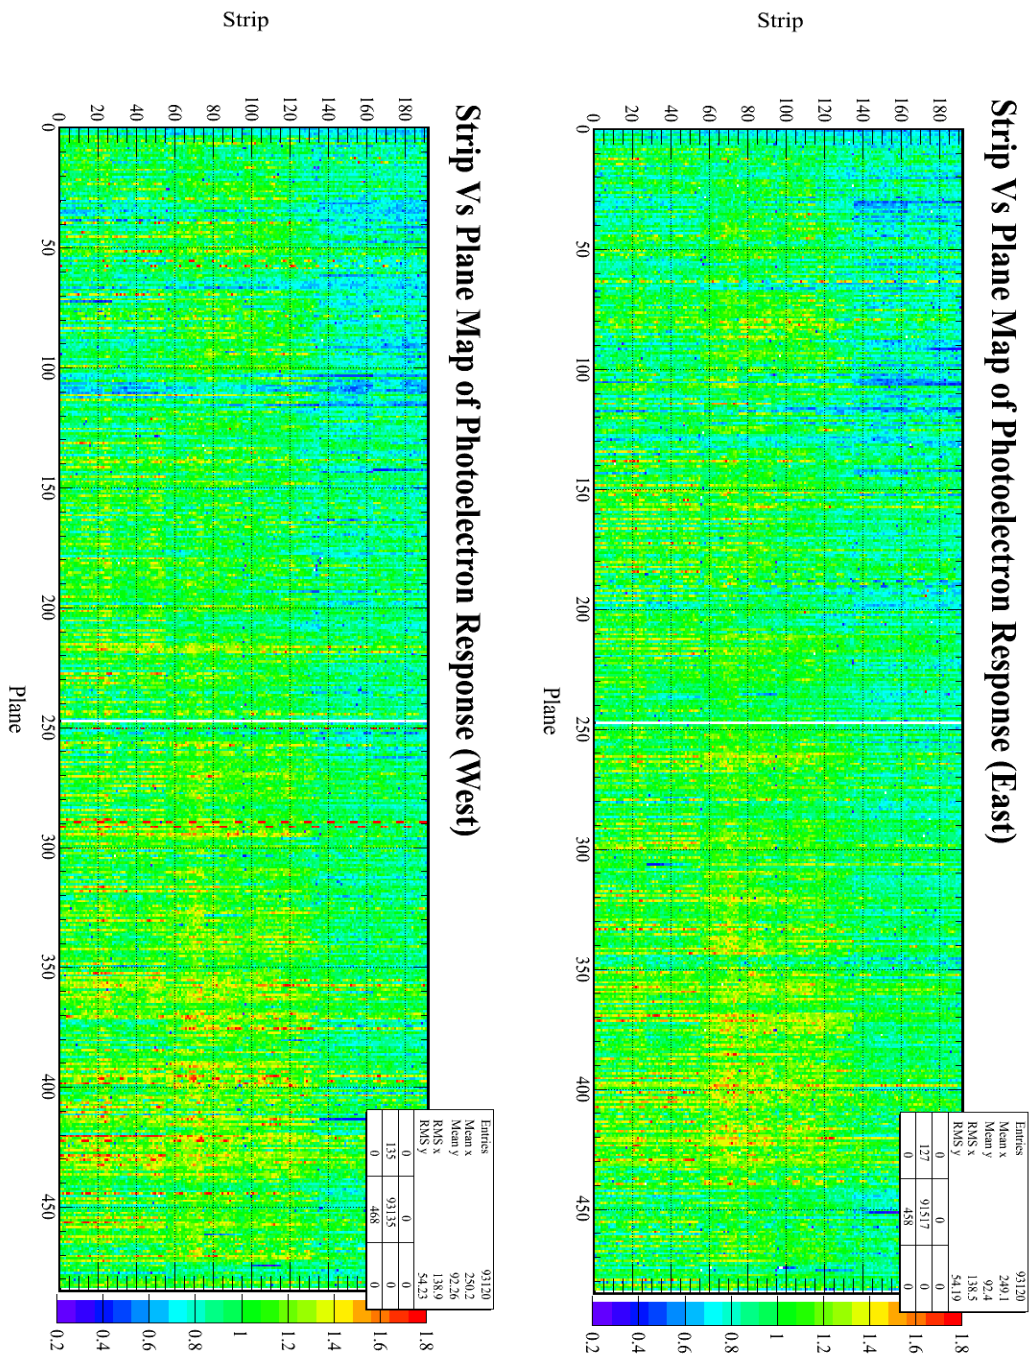 Strip Vs Plane Map of Photoelectron Response (East)
Strip
180
160
140
120
100
80
60
40
20
0
0 50 100 150 200 250 300 350 400 450
Plane
Entries 93120
Mean x 249.1
Mean y 92.4
RMS x 138.5
RMS y 54.19
0 0 0
127 91517 0
0 458 0
1.8
1.6
1.4
1.2
1
0.8
0.6
0.4
0.2
Strip Vs Plane Map of Photoelectron Response (West)
Strip
180
160
140
120
100
80
60
40
20
0
0 50 100 150 200 250 300 350 400 450
Plane
Entries 93120
Mean x 250.2
Mean y 92.26
RMS x 138.9
RMS y 54.23
0 0 0
135 93135 0
0 468 0
1.8
1.6
1.4
1.2
1
0.8
0.6
0.4
0.2